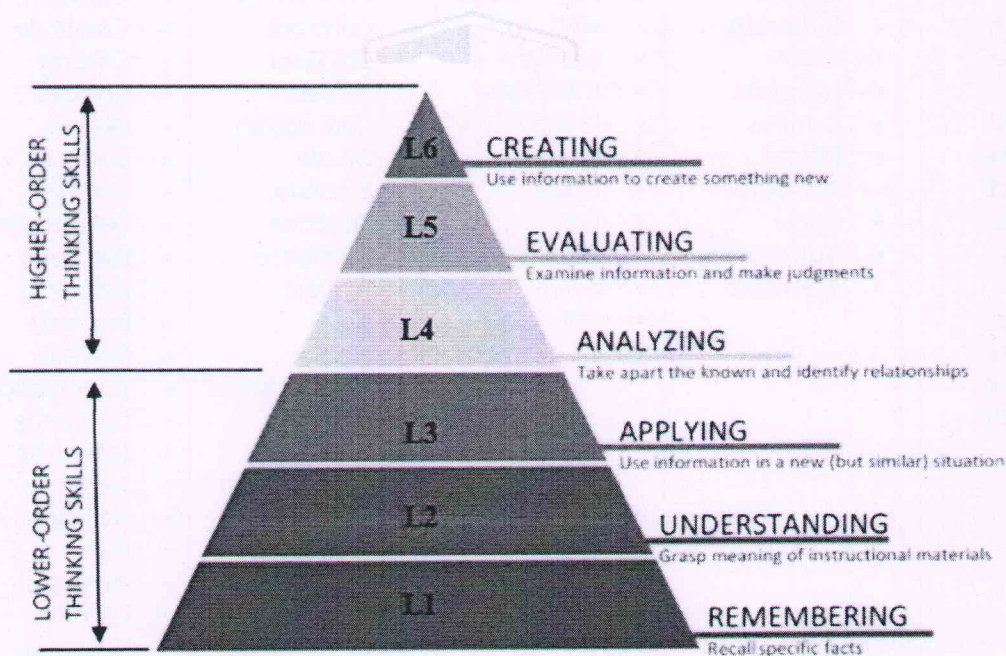 HIGHER-ORDER
THINKING SKILLS
L6
CREATING
Use information to create something new
L5
EVALUATING
Examine information and make judgments
L4
ANALYZING
Take apart the known and identify relationships
LOWER-ORDER
THINKING SKILLS
L3
APPLYING
Use information in a new (but similar) situation
L2
UNDERSTANDING
Grasp meaning of instructional materials
L1
REMEMBERING
Recall specific facts